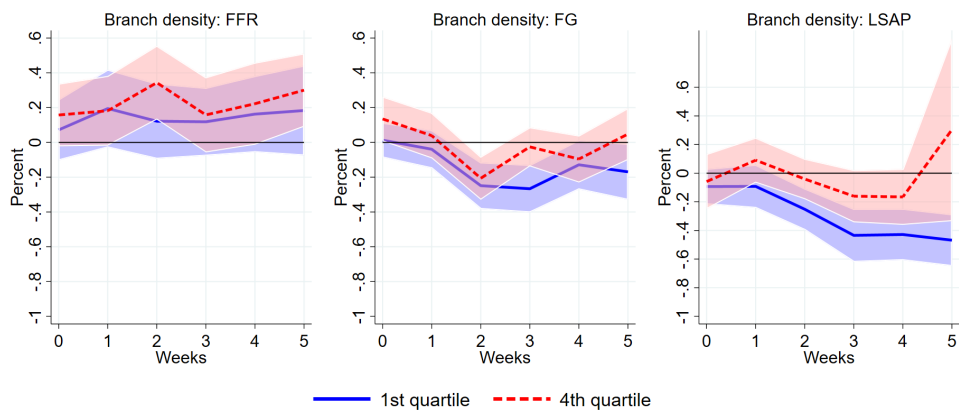 Branch density: FFR
Percent
.6
.4
.2
0
-.2
-.4
-.6
-.8
-1
0 1 2 3 4 5
Weeks
Branch density: FG
Percent
.6
.4
.2
0
-.2
-.4
-.6
-.8
-1
0 1 2 3 4 5
Weeks
Branch density: LSAP
Percent
.6
.4
.2
0
-.2
-.4
-.6
-.8
-1
0 1 2 3 4 5
Weeks
1st quartile 4th quartile